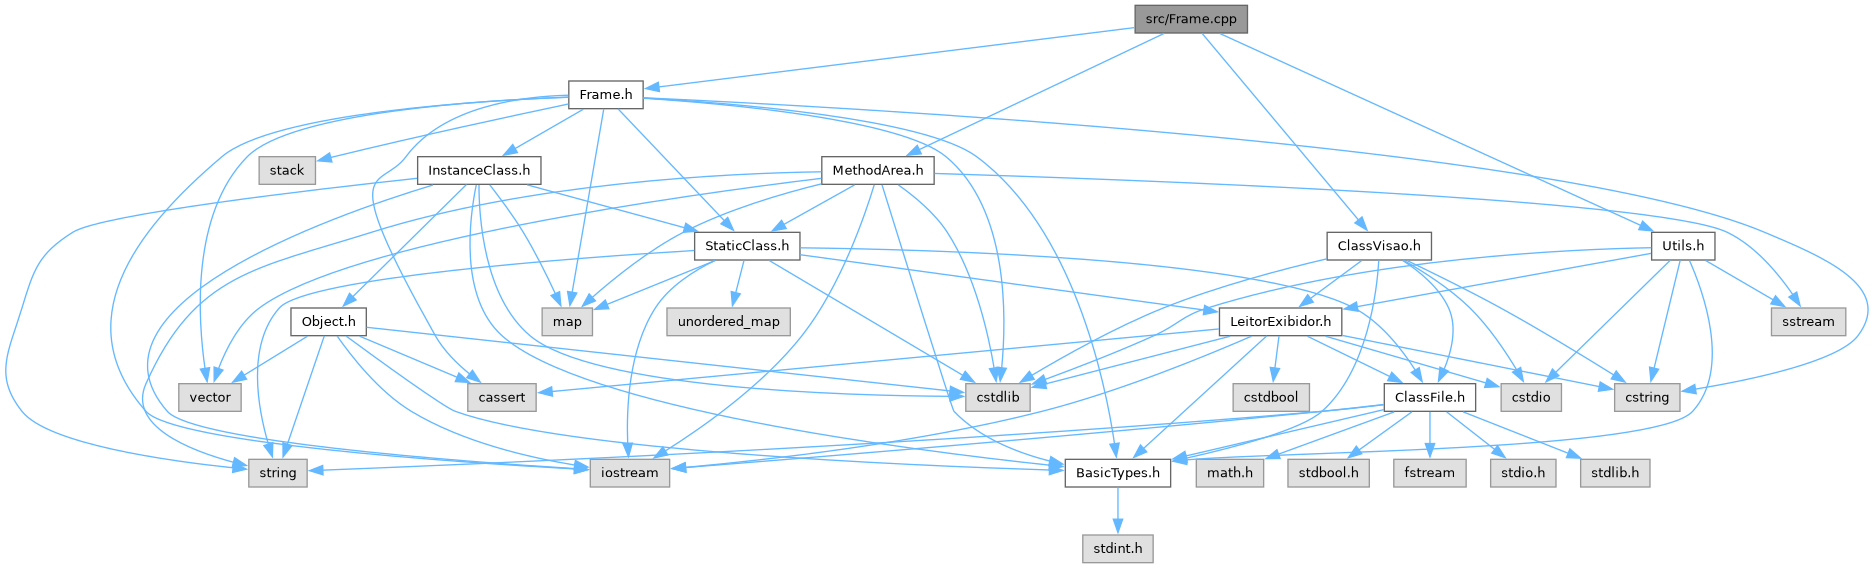 src/Frame.cpp
Frame.h
stack
InstanceClass.h
MethodArea.h
StaticClass.h
ClassVisao.h
Utils.h
Object.h
map
unordered_map
LeitorExibidor.h
sstream
vector
cassert
cstdlib
cstdbool
ClassFile.h
cstdio
cstring
string
iostream
BasicTypes.h
math.h
stdbool.h
fstream
stdio.h
stdlib.h
stdint.h